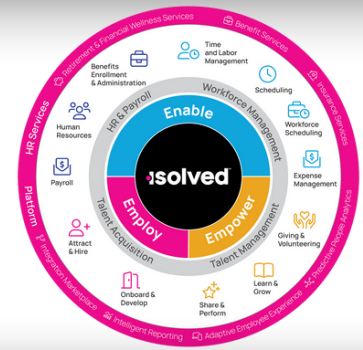 Retirement & Financial Wellness Services
Benefit Services
Insurance Services
HR Services
Platform
Integration Marketplace
Intelligent Reporting
Adaptive Employee Experience
Predictive People Analytics
Time
and Labor
Management
Scheduling
Workforce
Scheduling
Expense
Management
Giving &
Volunteering
Learn &
Grow
Share &
Perform
Onboard &
Develop
Attract
& Hire
Payroll
Human
Resources
Benefits
Enrollment
& Administration
HR & Payroll
Workforce Management
Talent Management
Talent Acquisition
Enable
Empower
Employ
isolved